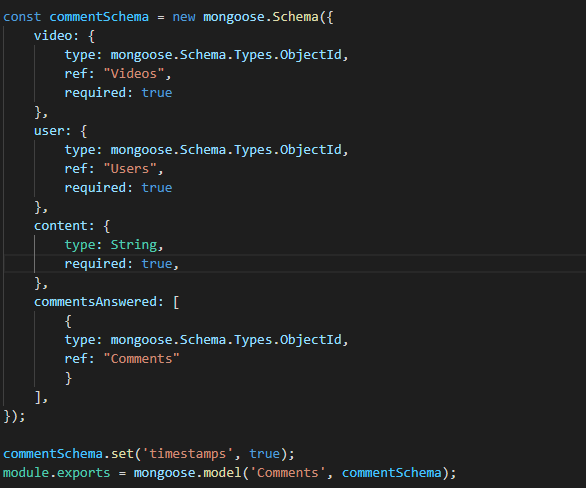 const commentSchema = new mongoose.Schema({
    video: {
        type: mongoose.Schema.Types.ObjectId,
        ref: "Videos",
        required: true
    },
    user: {
        type: mongoose.Schema.Types.ObjectId,
        ref: "Users",
        required: true
    },
    content: {
        type: String,
        required: true,
    },
    commentsAnswered: [
        {
        type: mongoose.Schema.Types.ObjectId,
        ref: "Comments"
        }
    ],
});
commentSchema.set('timestamps', true);
module.exports = mongoose.model('Comments', commentSchema);